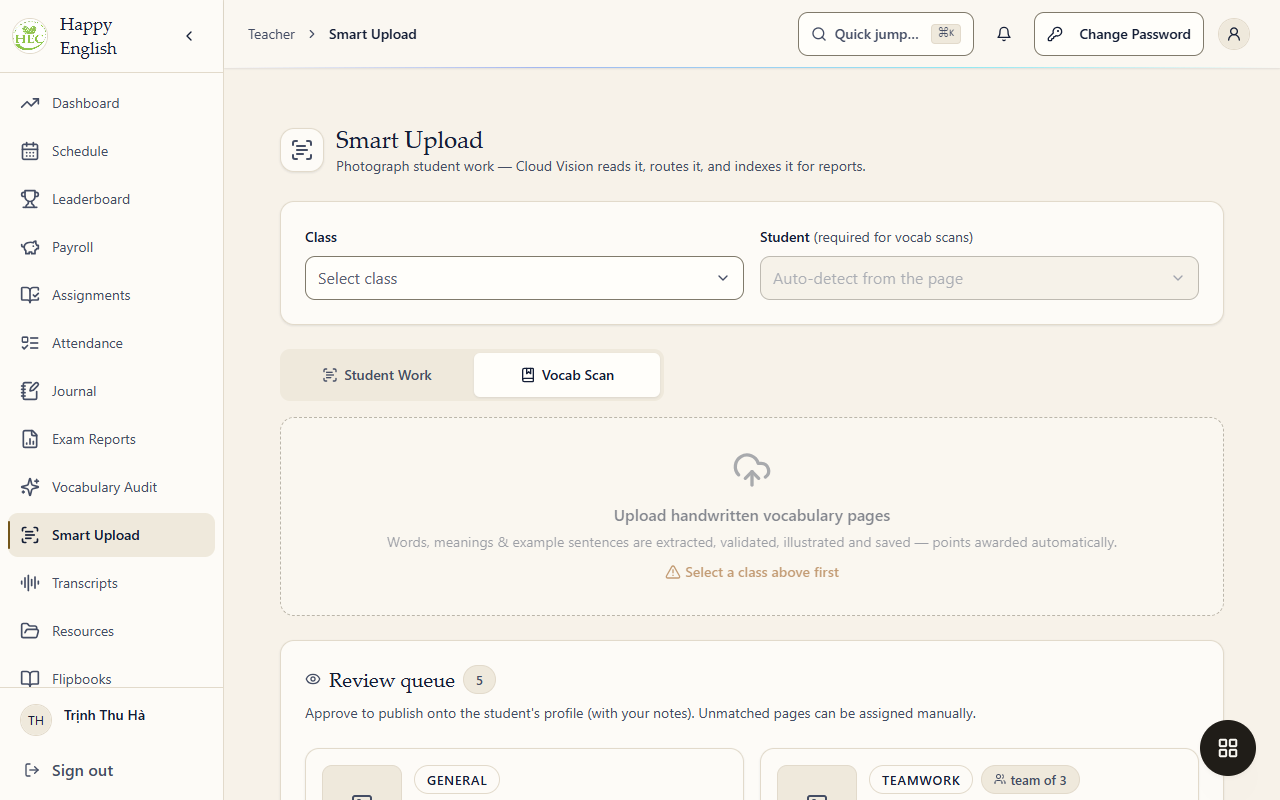 HEC
Happy
English
Teacher
Smart Upload
Quick jump...
⌘K
Change Password
Dashboard
Schedule
Leaderboard
Payroll
Assignments
Attendance
Journal
Exam Reports
Vocabulary Audit
Smart Upload
Transcripts
Resources
Flipbooks
TH
Trịnh Thu Hà
Sign out
Smart Upload
Photograph student work — Cloud Vision reads it, routes it, and indexes it for reports.
Class
Select class
Student (required for vocab scans)
Auto-detect from the page
Student Work
Vocab Scan
Upload handwritten vocabulary pages
Words, meanings & example sentences are extracted, validated, illustrated and saved — points awarded automatically.
Select a class above first
Review queue 5
Approve to publish onto the student's profile (with your notes). Unmatched pages can be assigned manually.
GENERAL
TEAMWORK
team of 3